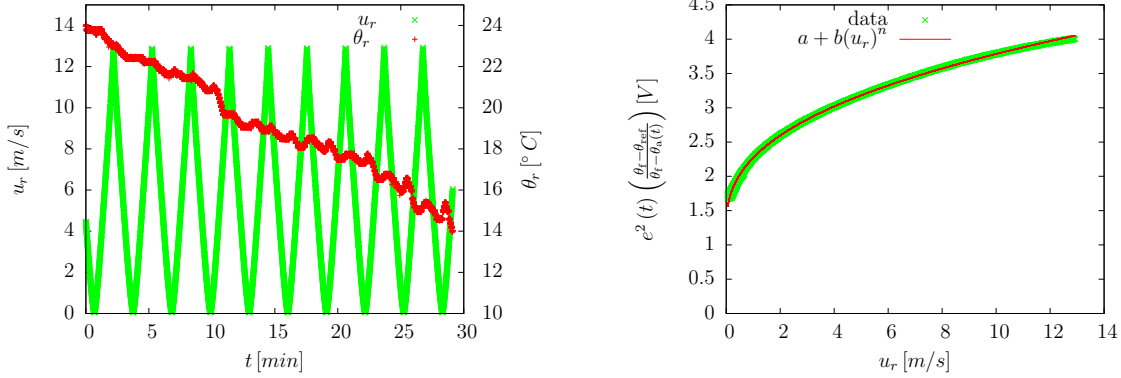 u_r
θ_r
14
12
10
8
6
4
2
0
24
22
20
18
16
14
12
10
0 5 10 15 20 25 30
u_r [m/s]
θ_r [° C]
t [min]
data
a + b(u_r)^n
4.5
4
3.5
3
2.5
2
1.5
1
0.5
0
0 2 4 6 8 10 12 14
e^2 (t) (θ_f−θ_ref / θ_f−θ_a(t)) [V]
u_r [m/s]